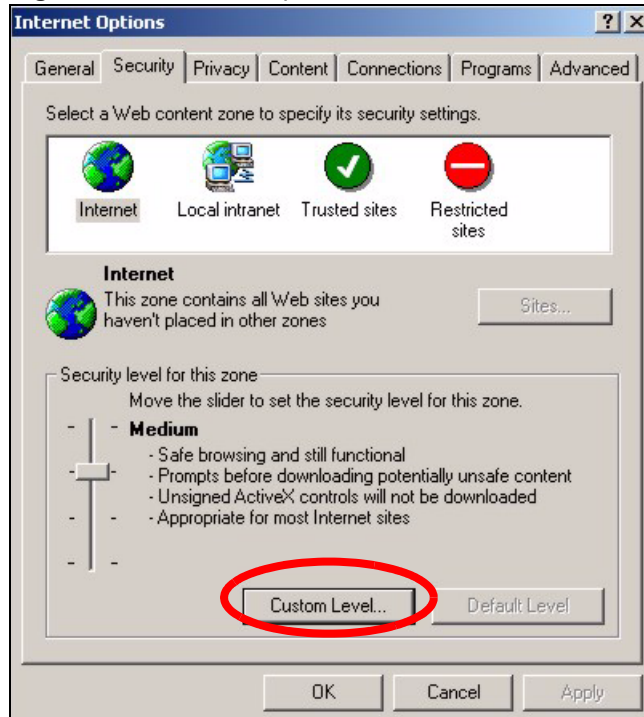 Internet Options
General Security Privacy Content Connections Programs Advanced
Select a Web content zone to specify its security settings.
Internet Local intranet Trusted sites Restricted sites
Internet
This zone contains all Web sites you
haven't placed in other zones
Sites...
Security level for this zone
Move the slider to set the security level for this zone.
Medium
- Safe browsing and still functional
- Prompts before downloading potentially unsafe content
- Unsigned ActiveX controls will not be downloaded
- Appropriate for most Internet sites
Custom Level... Default Level
OK Cancel Apply